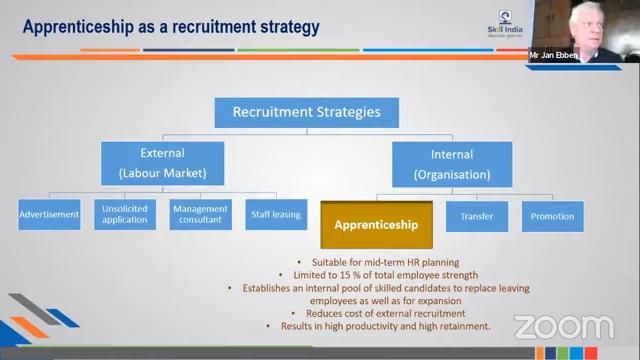 Apprenticeship as a recruitment strategy
Skill India
Mr Jan Ebben
Recruitment Strategies
External
(Labour Market)
Internal
(Organisation)
Advertisement
Unsolicited
application
Management
consultant
Staff leasing
Apprenticeship
Transfer
Promotion
• Suitable for mid-term HR planning
• Limited to 15 % of total employee strength
• Establishes an internal pool of skilled candidates to replace leaving
employees as well as for expansion
• Reduces cost of external recruitment
• Results in high productivity and high retainment.
zoom